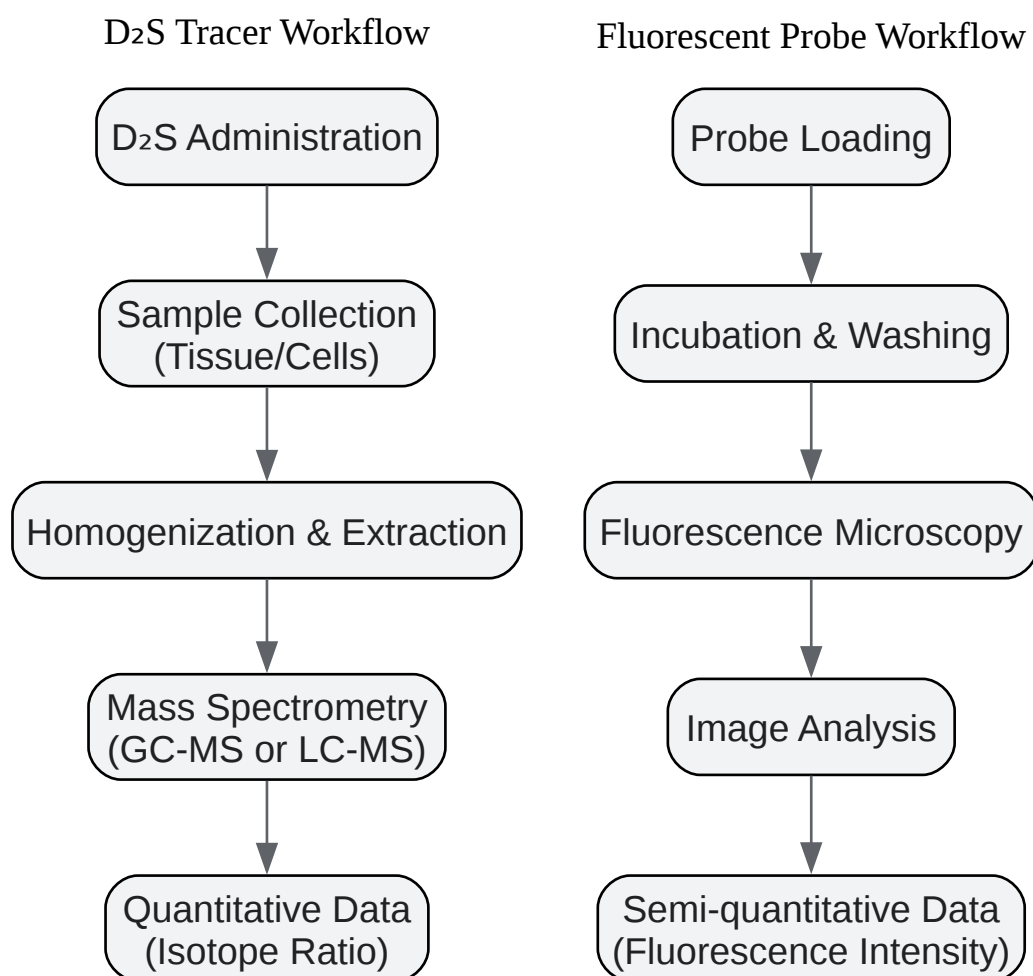 D₂S Tracer Workflow
D₂S Administration
Sample Collection
(Tissue/Cells)
Homogenization & Extraction
Mass Spectrometry
(GC-MS or LC-MS)
Quantitative Data
(Isotope Ratio)
Fluorescent Probe Workflow
Probe Loading
Incubation & Washing
Fluorescence Microscopy
Image Analysis
Semi-quantitative Data
(Fluorescence Intensity)